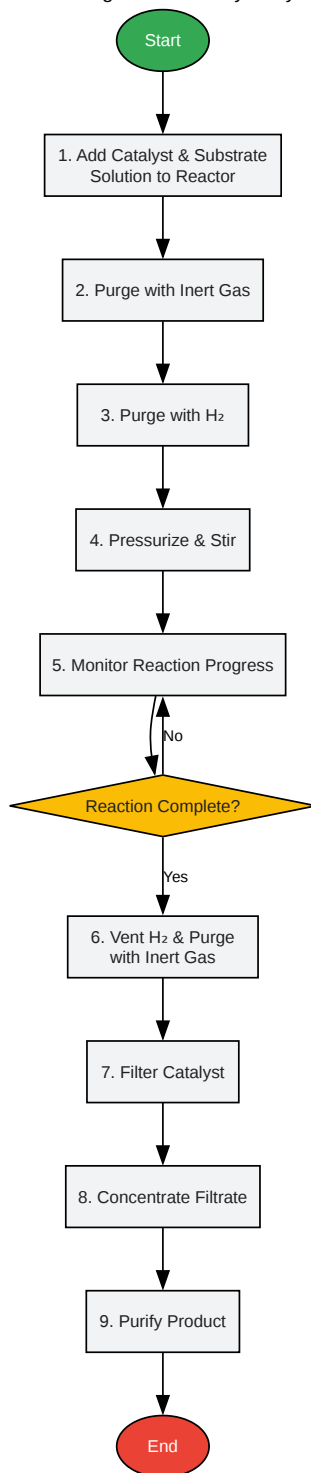 Start
1. Add Catalyst & Substrate
Solution to Reactor
2. Purge with Inert Gas
3. Purge with H₂
4. Pressurize & Stir
5. Monitor Reaction Progress
No
Reaction Complete?
Yes
6. Vent H₂ & Purge
with Inert Gas
7. Filter Catalyst
8. Concentrate Filtrate
9. Purify Product
End